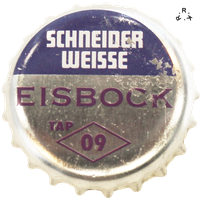 SCHNEIDER
WEISSE
EISBOCK
TAP
09